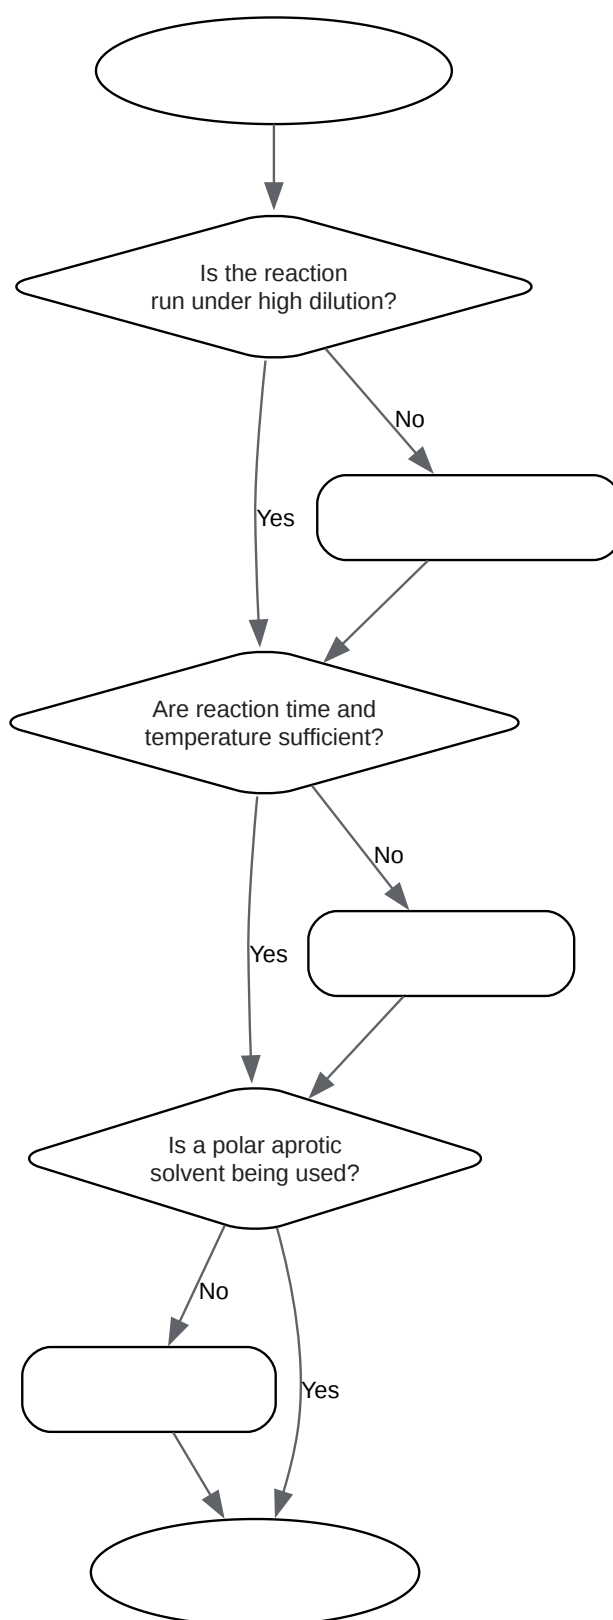 Is the reaction
run under high dilution?
No
Yes
Are reaction time and
temperature sufficient?
No
Yes
Is a polar aprotic
solvent being used?
No
Yes